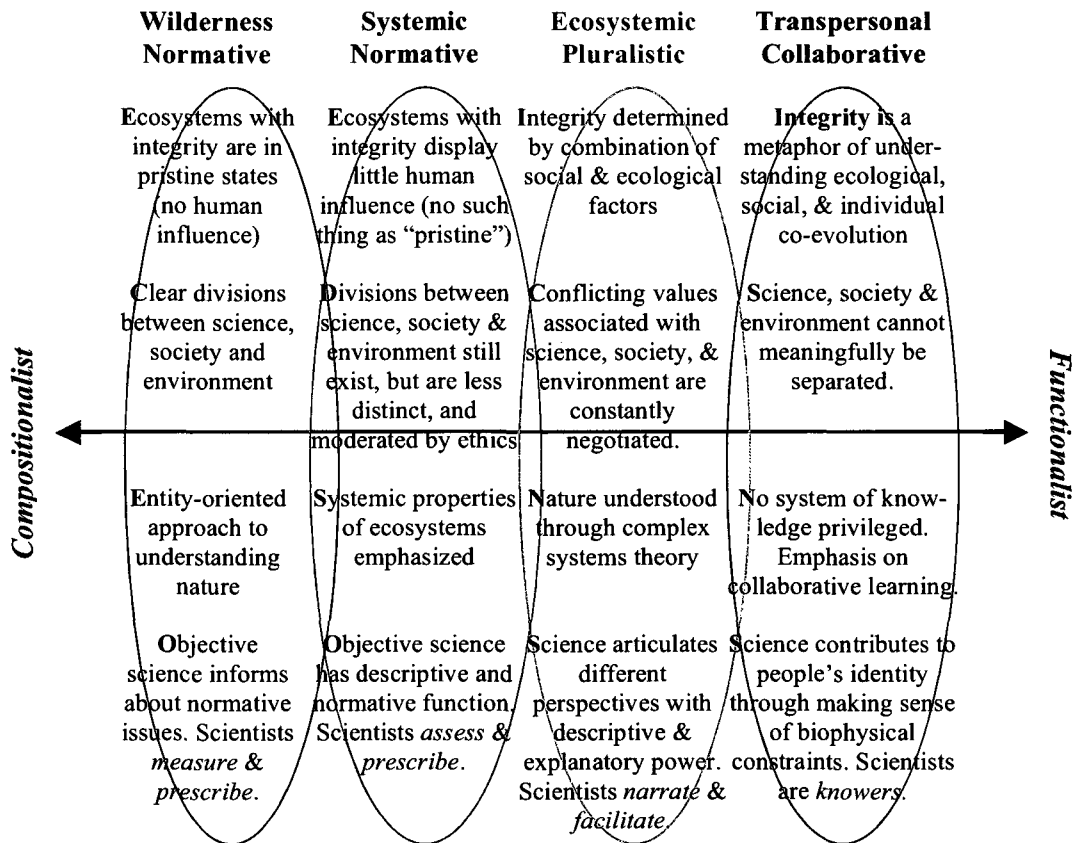 Wilderness
Normative
Systemic
Normative
Ecosystemic
Pluralistic
Transpersonal
Collaborative
Ecosystems with
integrity are in
pristine states
(no human
influence)
Ecosystems with
integrity display
little human
influence (no such
thing as “pristine”)
Integrity determined
by combination of
social & ecological
factors
Integrity is a
metaphor of under-
standing ecological,
social, & individual
co-evolution
Clear divisions
between science,
society and
environment
Divisions between
science, society &
environment still
exist, but are less
distinct, and
moderated by ethics
Conflicting values
associated with
science, society, &
environment are
constantly
negotiated.
Science, society &
environment cannot
meaningfully be
separated.
Compositionalist
Functionalist
Entity-oriented
approach to
understanding
nature
Systemic properties
of ecosystems
emphasized
Nature understood
through complex
systems theory
No system of know-
ledge privileged.
Emphasis on
collaborative learning.
Objective
science informs
about normative
issues. Scientists
measure &
prescribe.
Objective science
has descriptive and
normative function.
Scientists assess &
prescribe.
Science articulates
different
perspectives with
descriptive &
explanatory power.
Scientists narrate &
facilitate.
Science contributes to
people’s identity
through making sense
of biophysical
constraints. Scientists
are knowers.